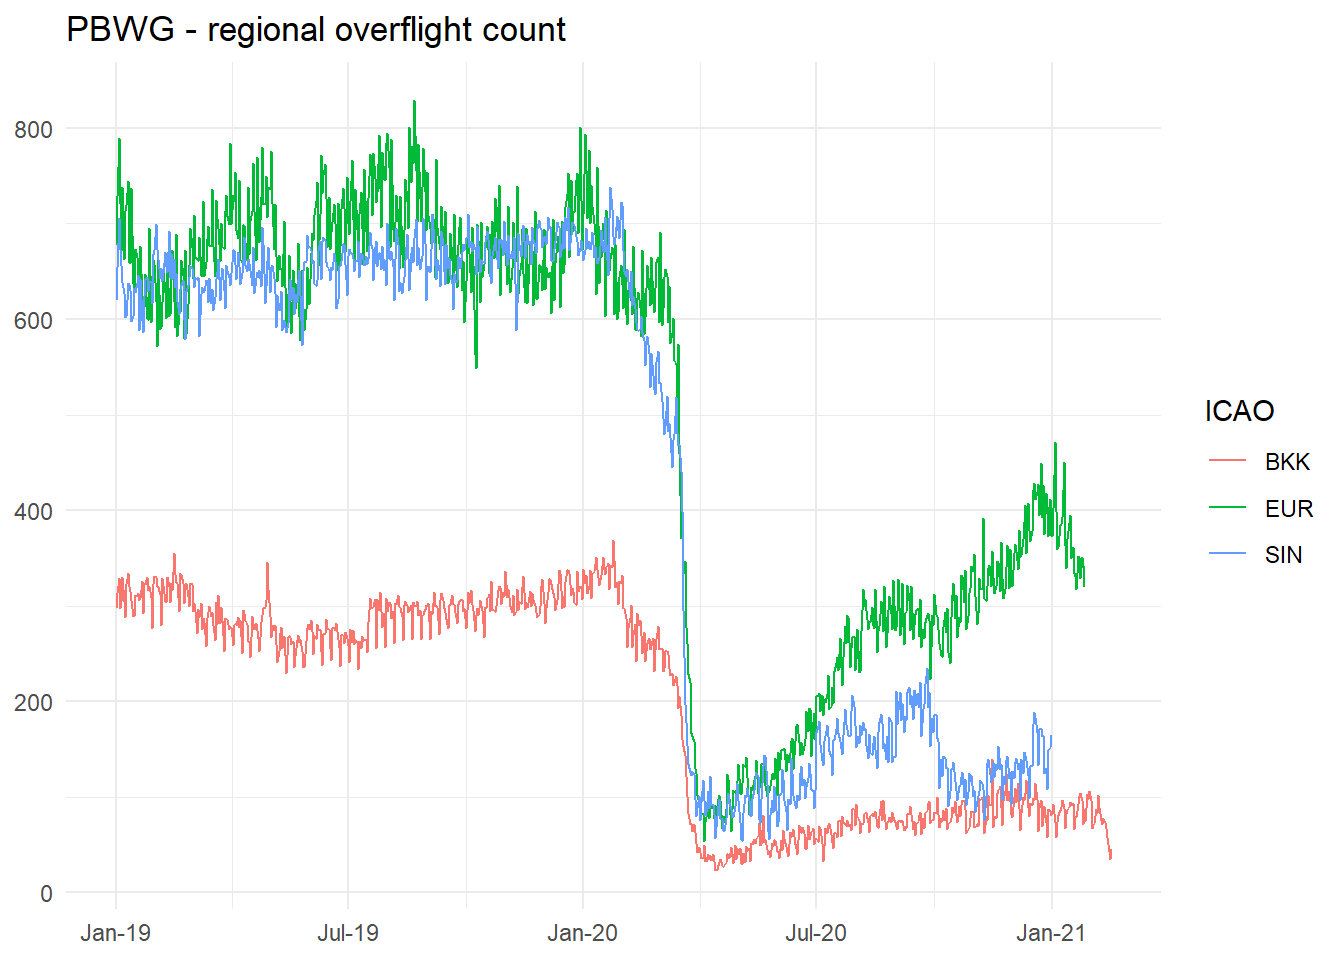 PBWG - regional overflight count
800
600
400
200
0
Jan-19
Jul-19
Jan-20
Jul-20
Jan-21
ICAO
BKK
EUR
SIN